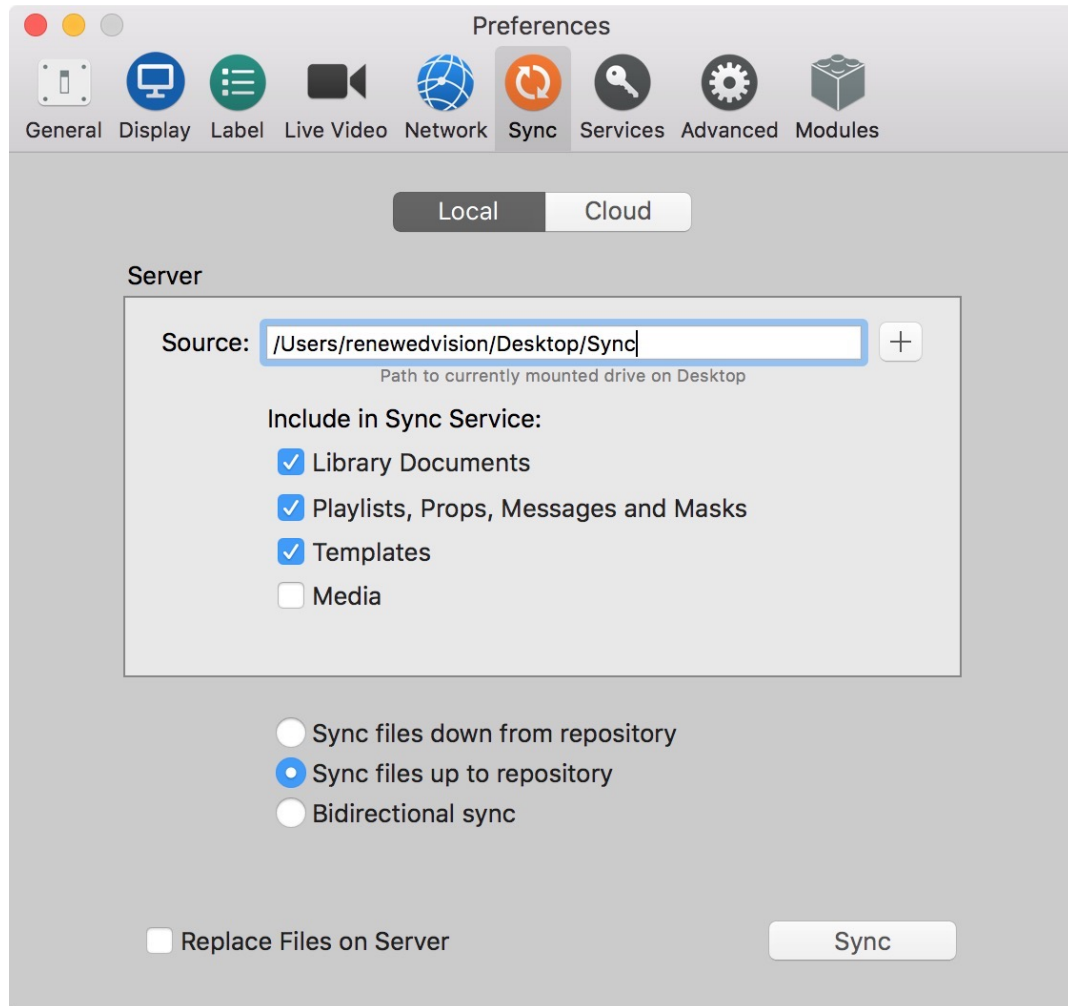 Preferences
General Display Label Live Video Network Sync Services Advanced Modules
Local Cloud
Server
Source: /Users/renewedvision/Desktop/Sync
Path to currently mounted drive on Desktop
Include in Sync Service:
Library Documents
Playlists, Props, Messages and Masks
Templates
Media
Sync files down from repository
Sync files up to repository
Bidirectional sync
Replace Files on Server Sync